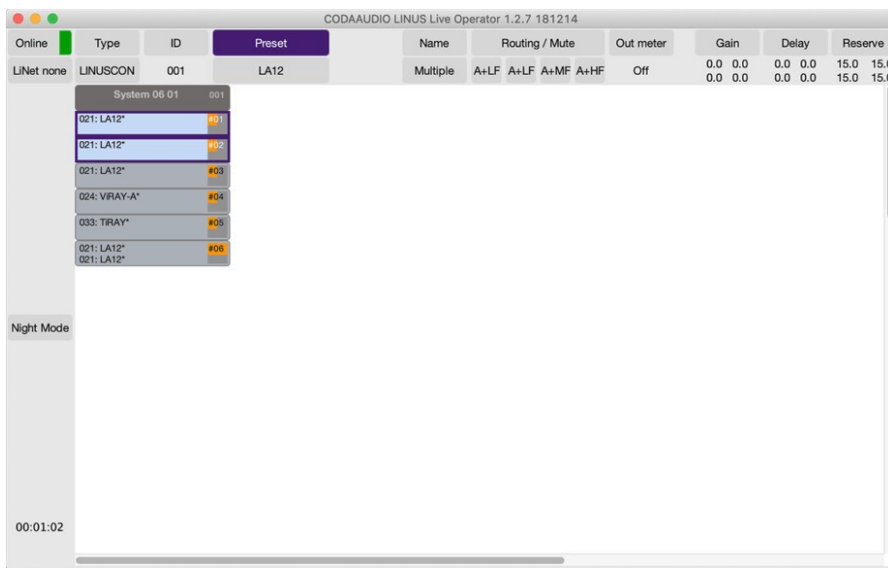 CODAAUDIO LINUS Live Operator 1.2.7 181214
Online Type ID Preset Name Routing / Mute Out meter Gain Delay Reserve
LiNet none LINUSCON 001 LA12 Multiple A+LF A+LF A+MF A+HF Off 0.0 0.0 0.0 0.0 15.0 15.
0.0 0.0 0.0 0.0 15.0 15.
System 06 01 001
021: LA12* #01
021: LA12* #02
021: LA12* #03
024: ViRAY-A* #04
033: TiRAY* #05
021: LA12* #06
021: LA12*
Night Mode
00:01:02